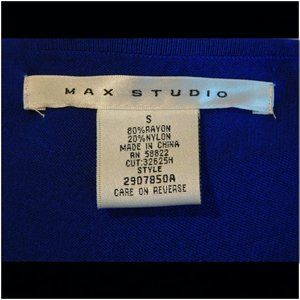 MAX STUDIO
S
80%RAYON
20%NYLON
MADE IN CHINA
RN 58822
CUT:32625H
STYLE
2907850A
CARE ON REVERSE